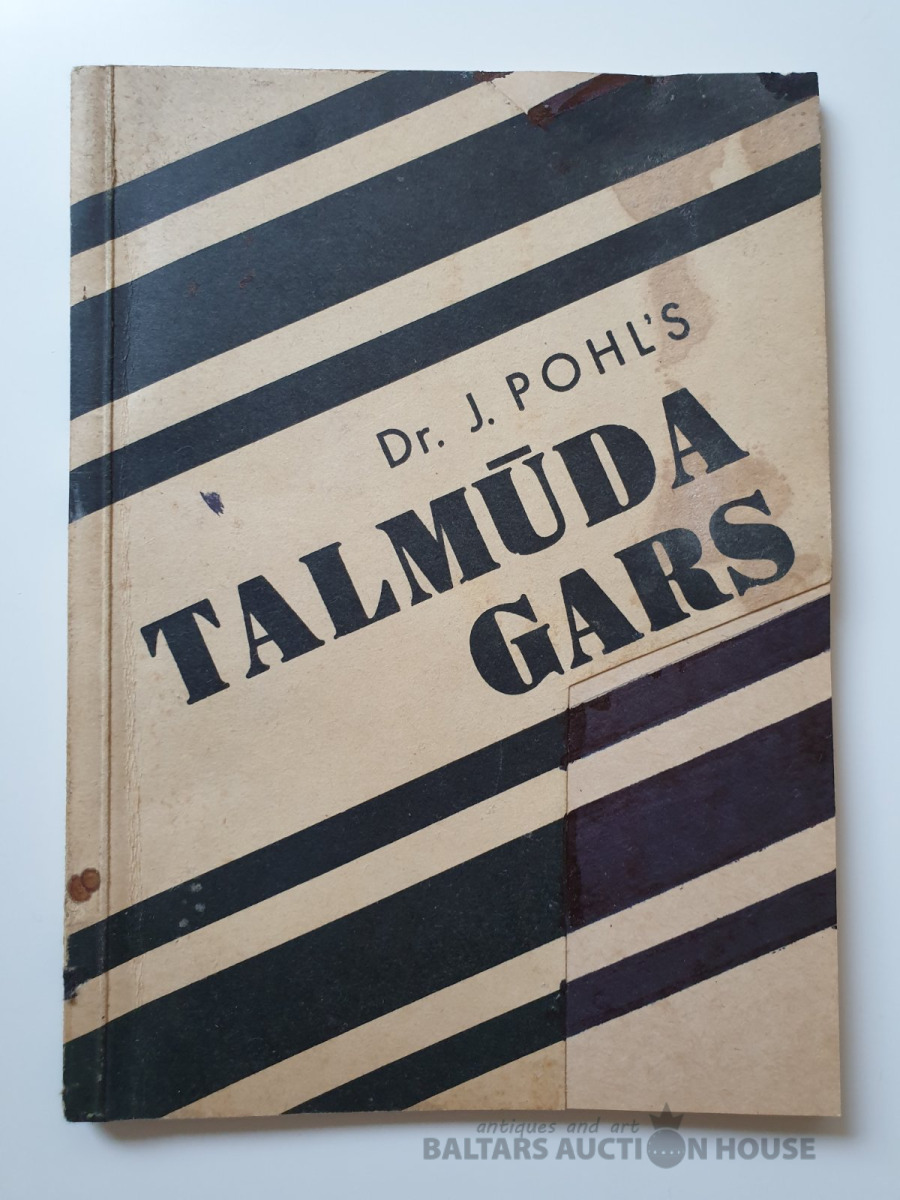 Dr. J. POHL'S
TALMŪDA
GARS
antiques and art
BALTARS AUCTION HOUSE